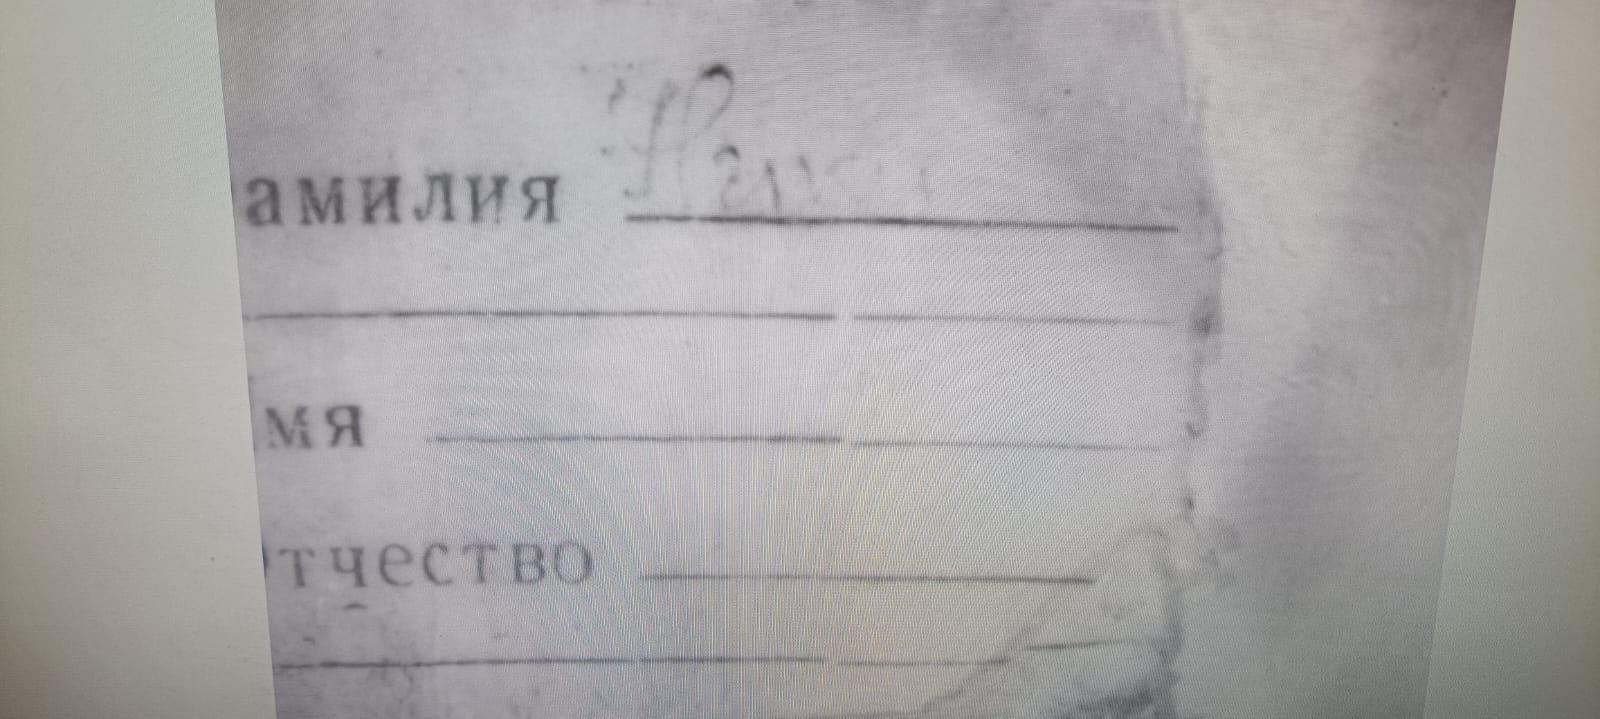 амилия
мя
тчество